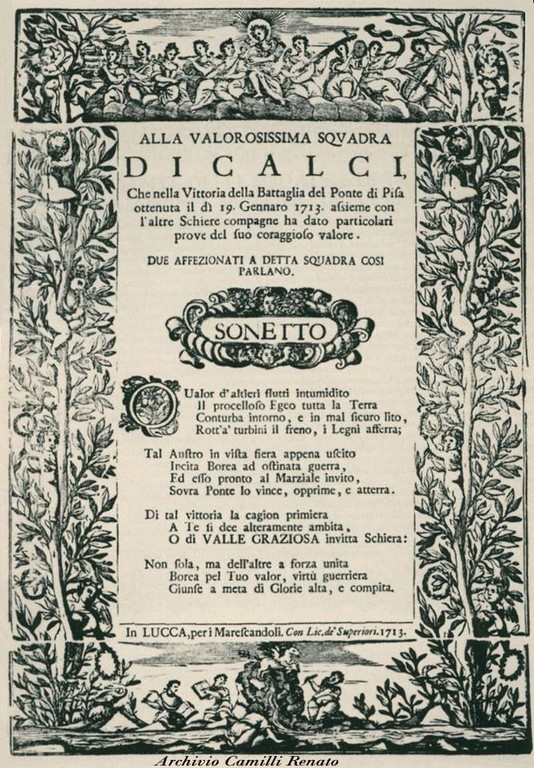 ALLA VALOROSISSIMA SQVADRA
DI CALCI,
Che nella Vittoria della Battaglia del Ponte di Pisa
ottenuta il dì 19. Gennaro 1713. assieme con
l'altre Schiere compagne ha dato particolari
prove del suo coraggioso valore.
DUE AFFEZIONATI A DETTA SQUADRA COSI
PARLANO.
SONETTO
QUalor d'altieri flutti intumidito
Il procelloso Egeo tutta la Terra
Conturba intorno, e in mal sicuro lito,
Rott'a' turbini il freno, i Legni afferra;
Tal Austro in vista fiera appena uscito
Incita Borea ad ostinata guerra,
Ed esso pronto al Marziale invito,
Sovra Ponte lo vince, opprime, e atterra.
Di tal vittoria la cagion primiera
A Te si dee alteramente ambita,
O di VALLE GRAZIOSA invitta Schiera:
Non sola, ma dell'altre a forza unita
Borea pel Tuo valor, virtù guerriera
Giunse a meta di Glorie alta, e compita.
In LUCCA, per i Marescandoli. Con Lic. de' Superiori. 1713.
Archivio Camilli Renato